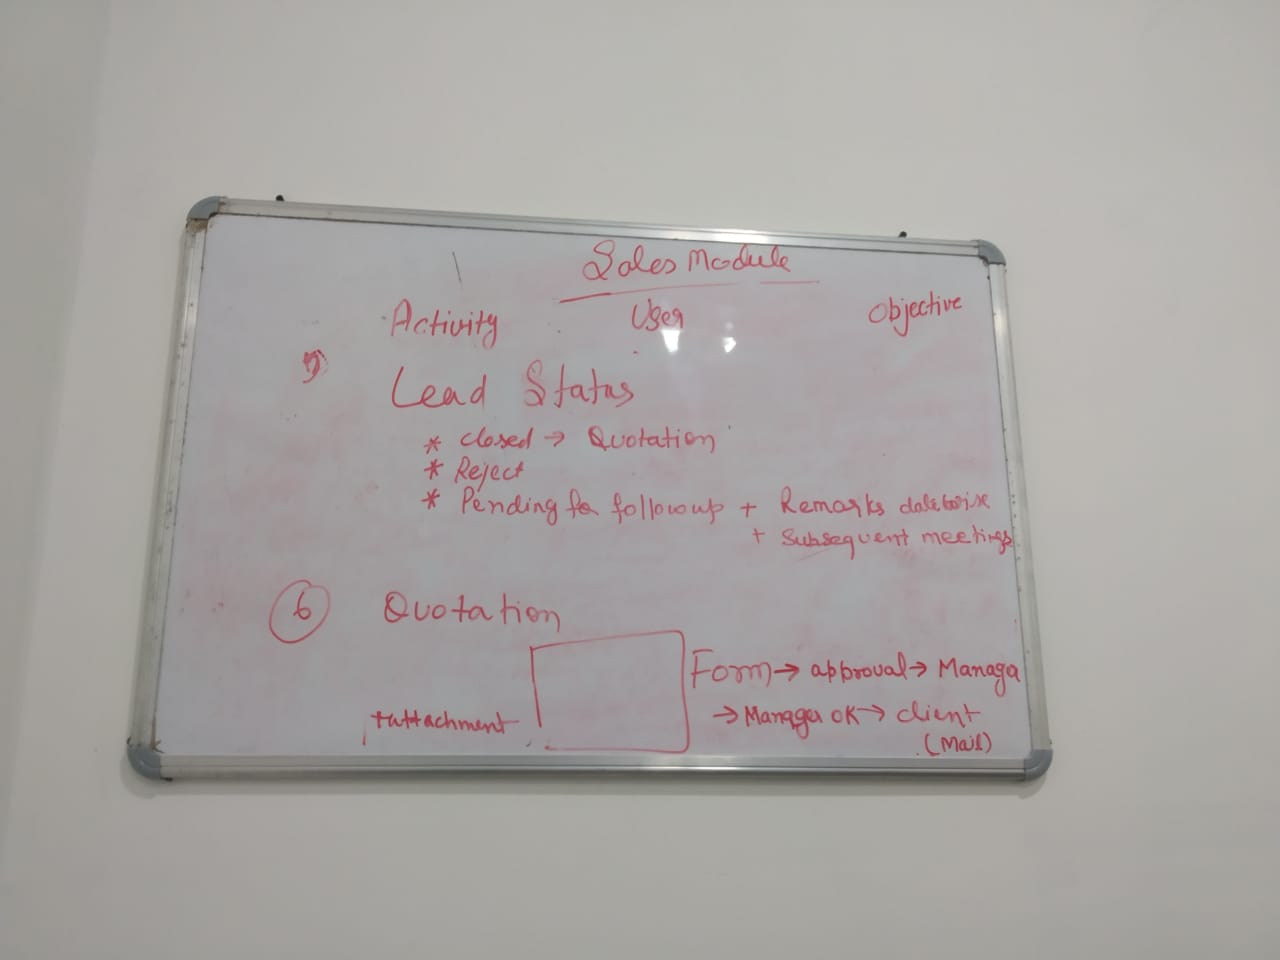 Sales Module
Activity User Objective
Lead Status
* closed → Quotation
* Reject
* Pending for followup + Remarks datewise
+ Subsequent meetings
6 Quotation
Form → approval → Manager
+attachment → Manager OK → client
(Mail)